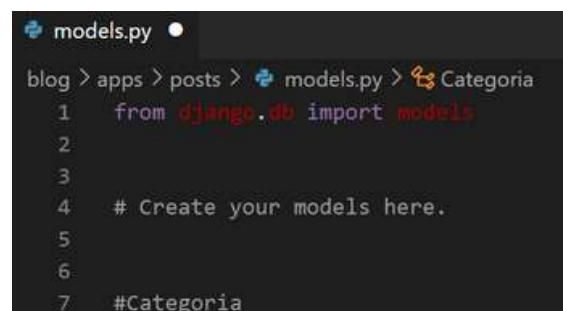 models.py
blog > apps > posts > models.py > Categoria
1 from django.db import models
2
3
4 # Create your models here.
5
6
7 #Categoria